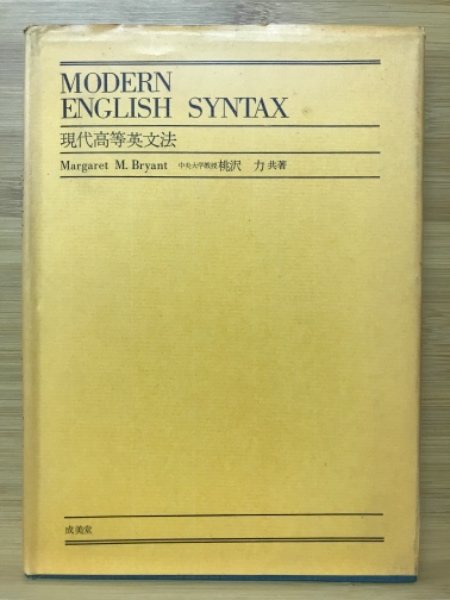 MODERN
ENGLISH SYNTAX
現代高等英文法
Margaret M. Bryant 中央大学教授 桃沢 力 共著
成美堂